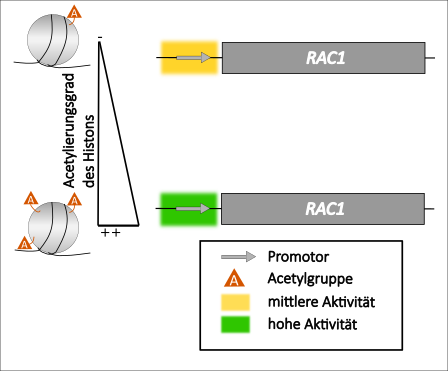 A
-
RAC1
Acetylierungsgrad
des Histons
A
A
A
++
RAC1
Promotor
A Acetylgruppe
mittlere Aktivität
hohe Aktivität